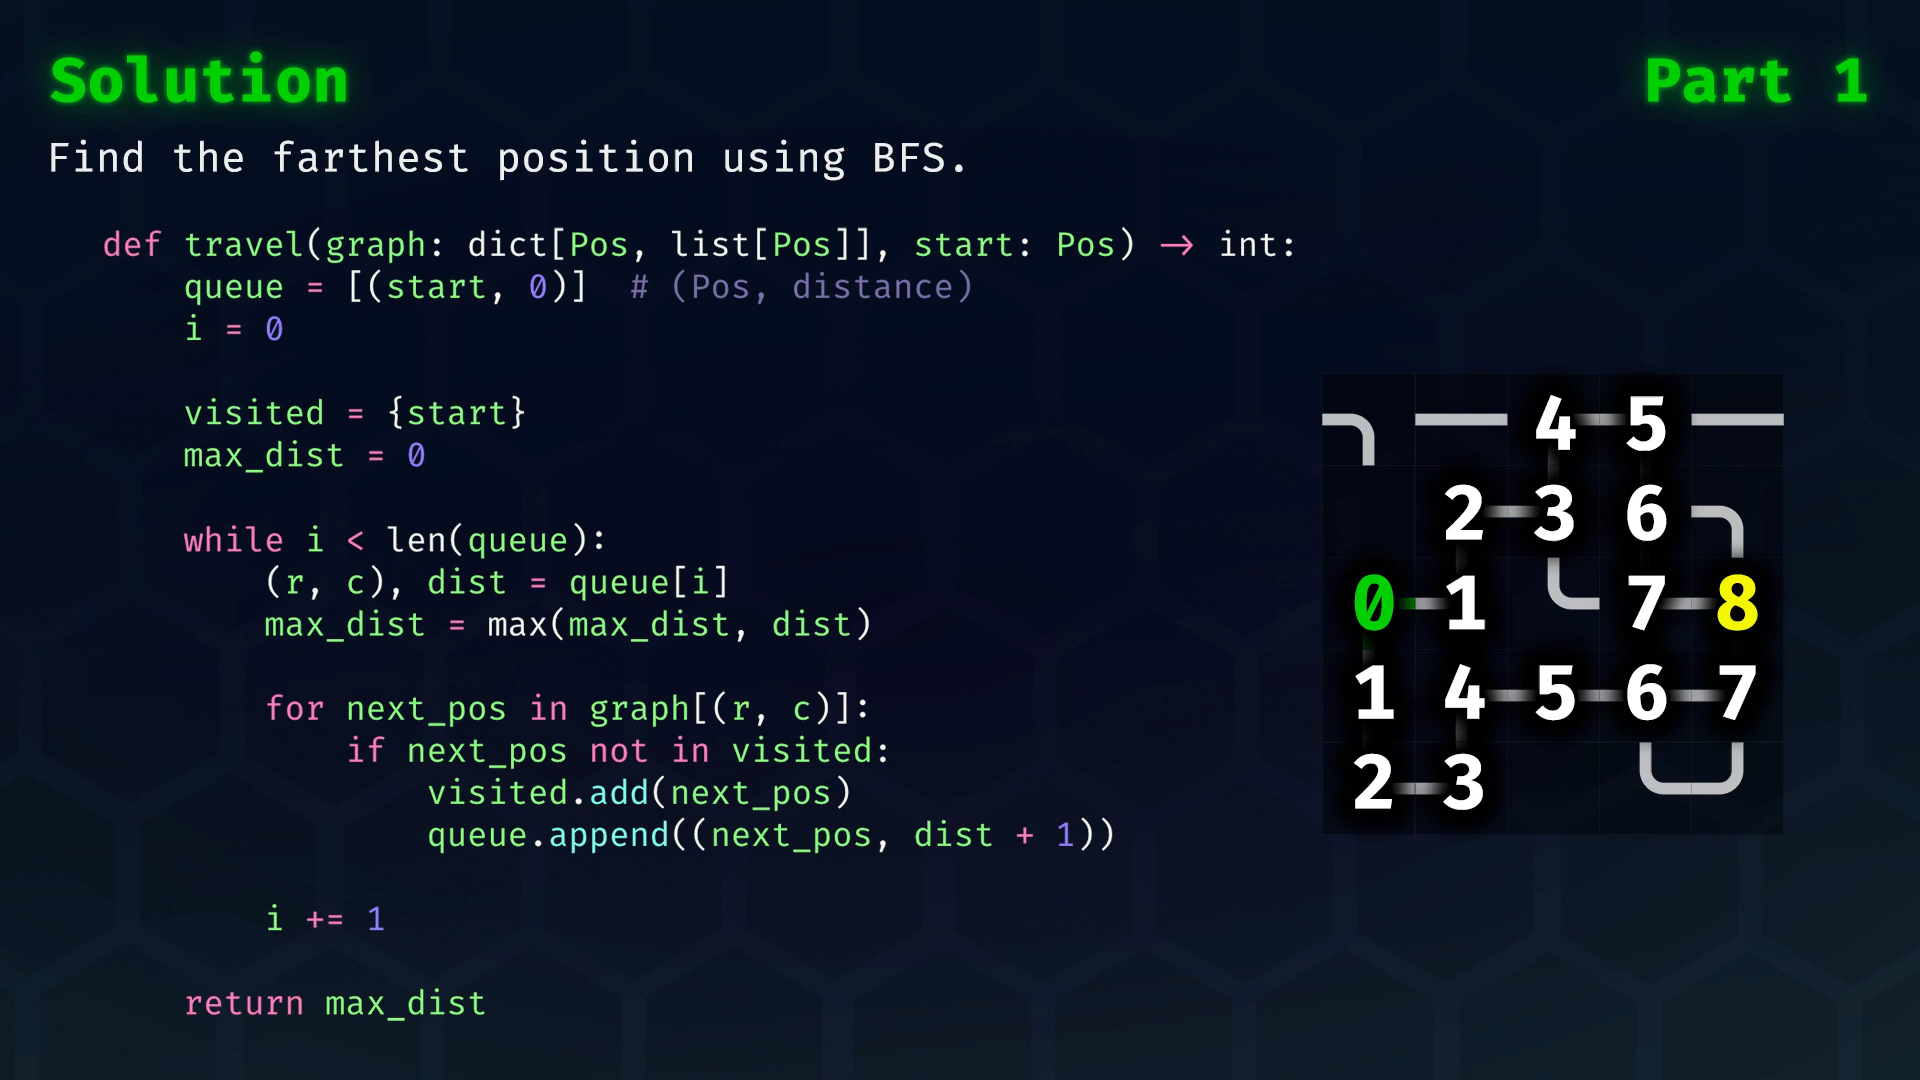 Solution
Part 1
Find the farthest position using BFS.
def travel(graph: dict[Pos, list[Pos]], start: Pos) → int:
    queue = [(start, 0)]  # (Pos, distance)
    i = 0
    visited = {start}
    max_dist = 0
    while i < len(queue):
        (r, c), dist = queue[i]
        max_dist = max(max_dist, dist)
        for next_pos in graph[(r, c)]:
            if next_pos not in visited:
                visited.add(next_pos)
                queue.append((next_pos, dist + 1))
        i += 1
    return max_dist
4 5
2 3 6
0 1 7 8
1 4 5 6 7
2 3